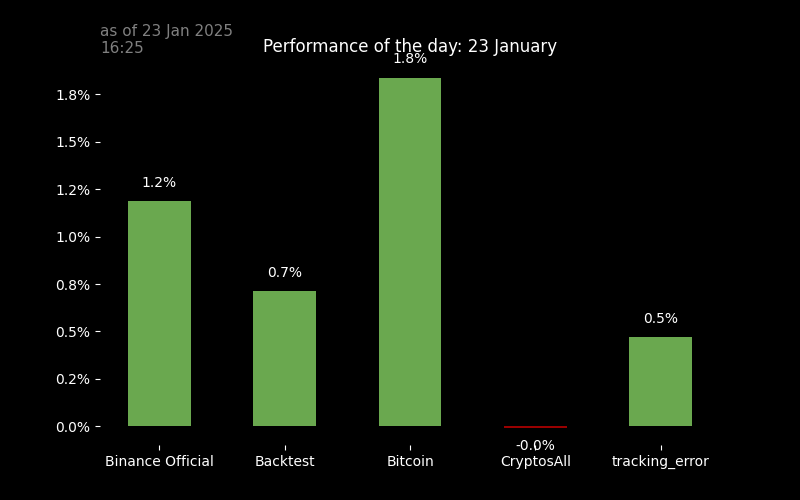 as of 23 Jan 2025
16:25
Performance of the day: 23 January
1.8%
1.8%
1.5%
1.2%
1.2%
1.0%
0.8%
0.7%
0.5%
0.5%
0.2%
0.0%
-0.0%
Binance Official
Backtest
Bitcoin
CryptosAll
tracking_error